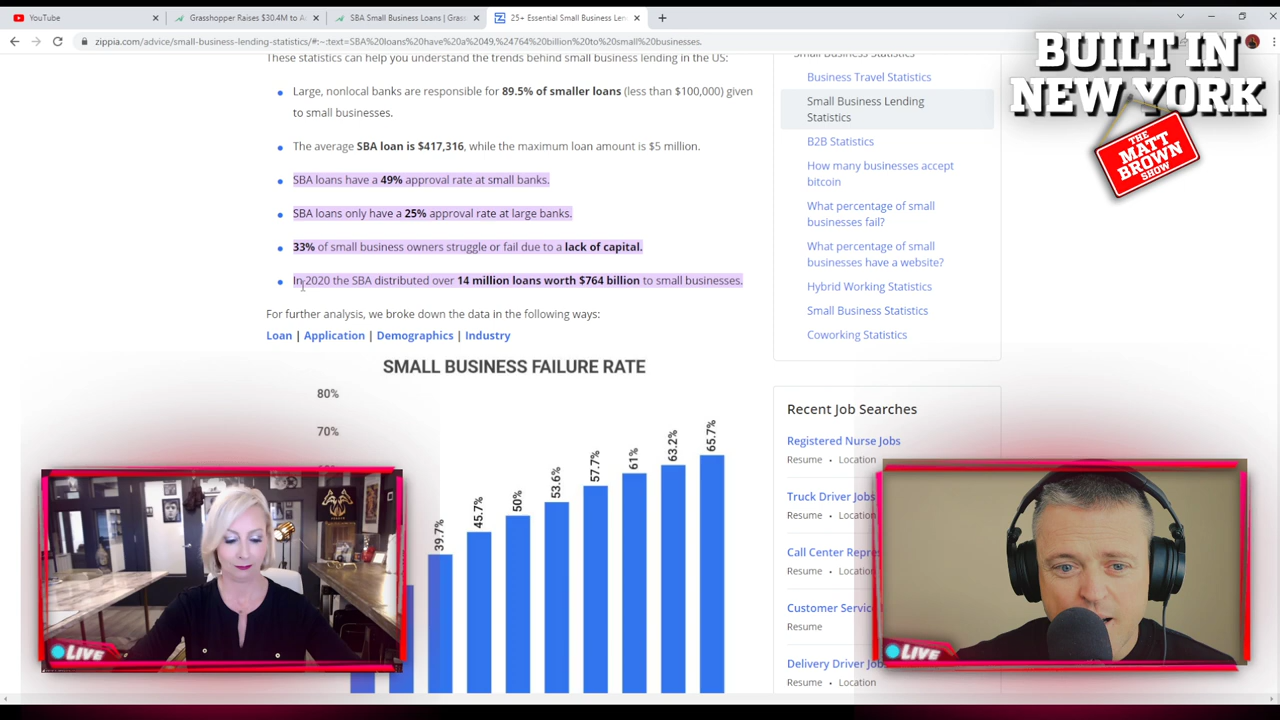 YouTube
Grasshopper Raises $30.4M to Ac
SBA Small Business Loans | Grass
25+ Essential Small Business Len
zippia.com/advice/small-business-lending-statistics/#:~:text=SBA%20loans%20have%20a%2049,%24764%20billion%20to%20small%20businesses.
BUILT IN
NEW YORK
THE
MATT
BROWN
SHOW
These statistics can help you understand the trends behind small business lending in the US:
Large, nonlocal banks are responsible for 89.5% of smaller loans (less than $100,000) given
to small businesses.
The average SBA loan is $417,316, while the maximum loan amount is $5 million.
SBA loans have a 49% approval rate at small banks.
SBA loans only have a 25% approval rate at large banks.
33% of small business owners struggle or fail due to a lack of capital.
In 2020 the SBA distributed over 14 million loans worth $764 billion to small businesses.
For further analysis, we broke down the data in the following ways:
Loan | Application | Demographics | Industry
SMALL BUSINESS FAILURE RATE
80%
70%
39.7%
45.7%
50%
53.6%
57.7%
61%
63.2%
65.7%
Small Business Statistics
Business Travel Statistics
Small Business Lending
Statistics
B2B Statistics
How many businesses accept
bitcoin
What percentage of small
businesses fail?
What percentage of small
businesses have a website?
Hybrid Working Statistics
Small Business Statistics
Coworking Statistics
Recent Job Searches
Registered Nurse Jobs
Resume • Location
Truck Driver Jobs
Resume • Location
Call Center Repre
Resume • Location
Customer Service
Resume
Delivery Driver Job
Resume • Location
LIVE
LIVE